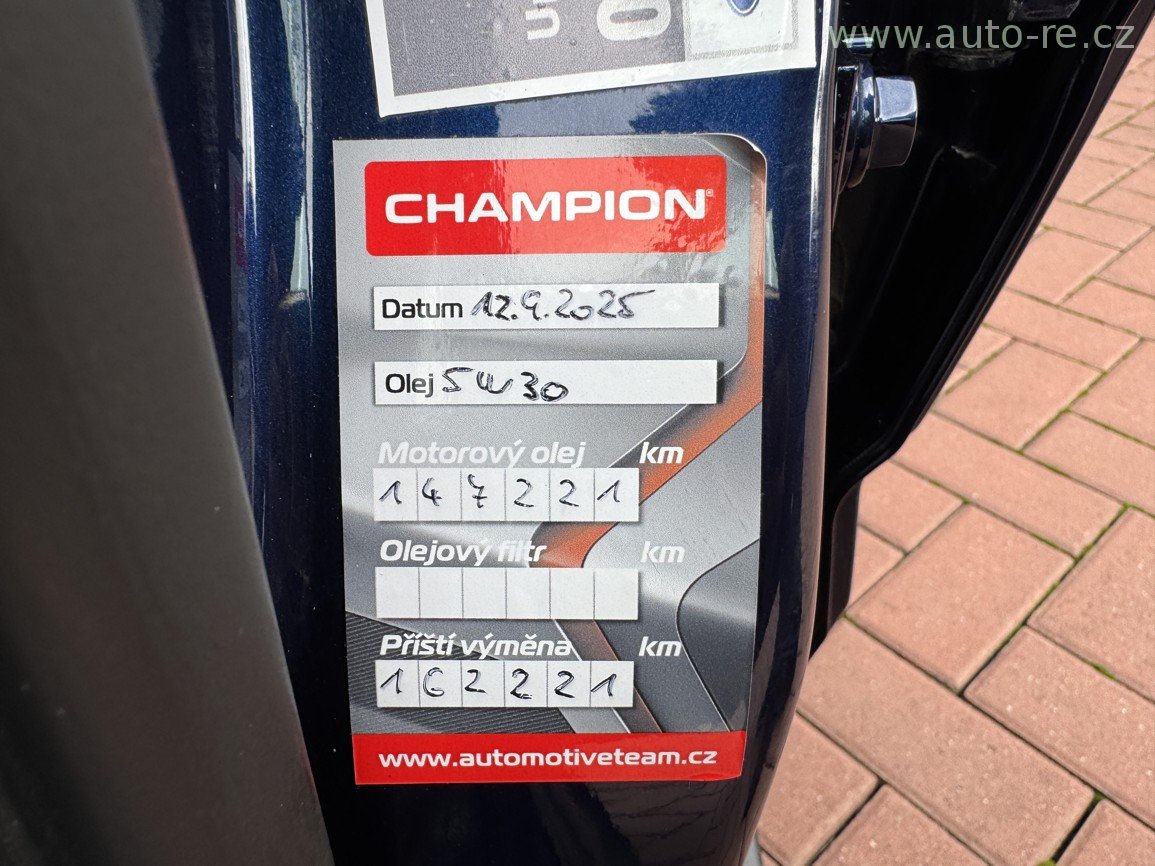 www.auto-re.cz
CHAMPION®
Datum 12.9.2025
Olej 5w30
Motorový olej km
147221
Olejový filtr km
Příští výměna km
162221
www.automotiveteam.cz